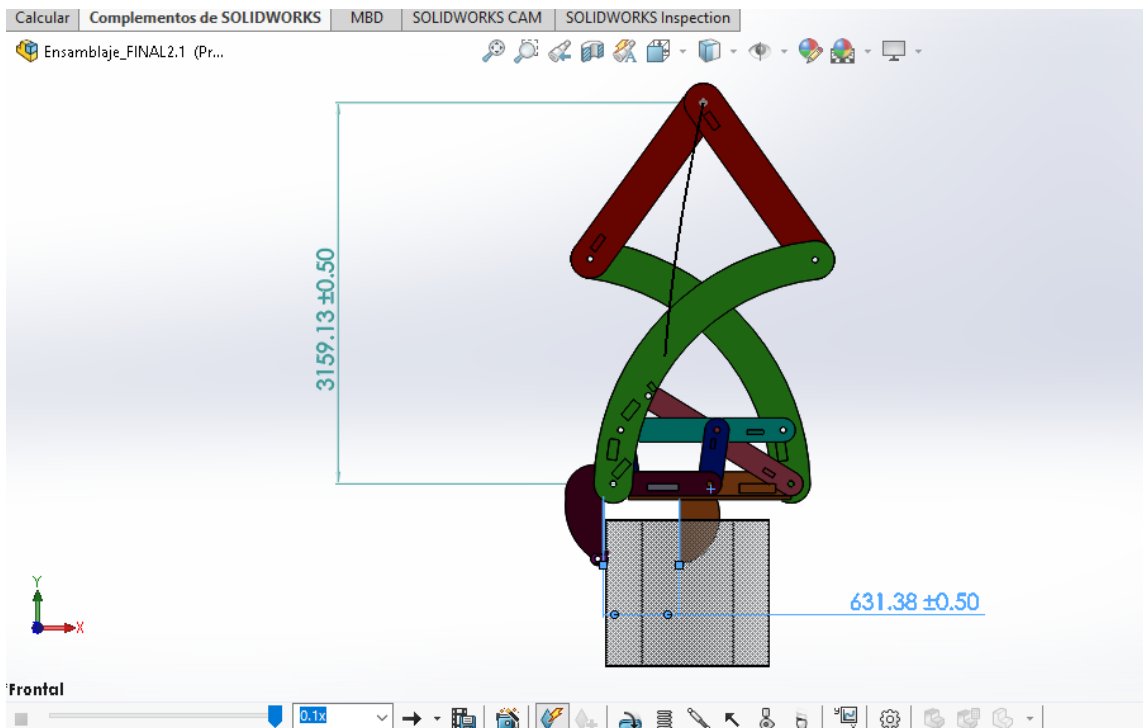 Calcular Complementos de SOLIDWORKS MBD SOLIDWORKS CAM SOLIDWORKS Inspection
Ensamblaje_FINAL2.1 (Pr...
3159.13 ±0.50
631.38 ±0.50
Y
X
*Frontal
0.1x